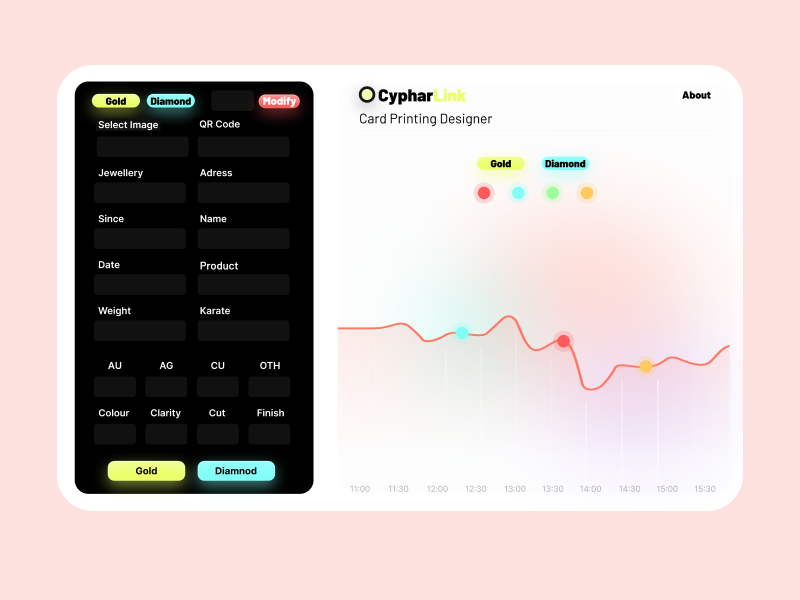 Gold Diamond Modify
Select Image QR Code
Jewellery Adress
Since Name
Date Product
Weight Karate
AU AG CU OTH
Colour Clarity Cut Finish
Gold Diamnod
CypharLink About
Card Printing Designer
Gold Diamond
11:00 11:30 12:00 12:30 13:00 13:30 14:00 14:30 15:00 15:30